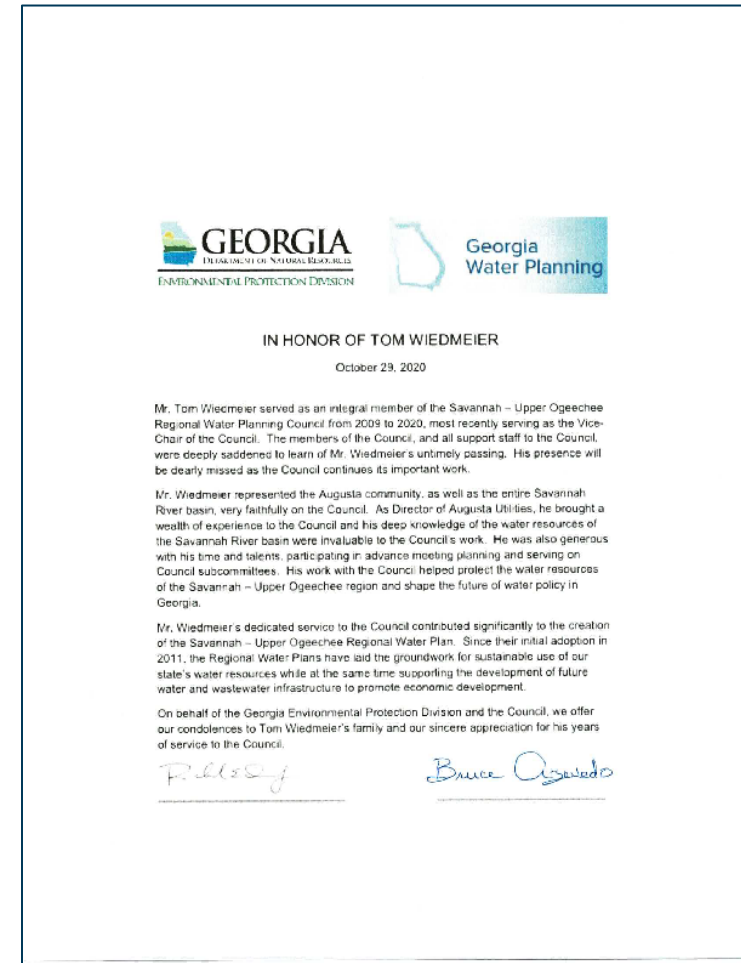 GEORGIA
DEPARTMENT OF NATURAL RESOURCES
ENVIRONMENTAL PROTECTION DIVISION
Georgia
Water Planning
IN HONOR OF TOM WIEDMEIER
October 29, 2020
Mr. Tom Wiedmeier served as an integral member of the Savannah – Upper Ogeechee
Regional Water Planning Council from 2009 to 2020, most recently serving as the Vice-
Chair of the Council. The members of the Council, and all support staff to the Council,
were deeply saddened to learn of Mr. Wiedmeier's untimely passing. His presence will
be dearly missed as the Council continues its important work.
Mr. Wiedmeier represented the Augusta community, as well as the entire Savannah
River basin, very faithfully on the Council. As Director of Augusta Utilities, he brought a
wealth of experience to the Council and his deep knowledge of the water resources of
the Savannah River basin were invaluable to the Council's work. He was also generous
with his time and talents, participating in advance meeting planning and serving on
Council subcommittees. His work with the Council helped protect the water resources
of the Savannah – Upper Ogeechee region and shape the future of water policy in
Georgia.
Mr. Wiedmeier's dedicated service to the Council contributed significantly to the creation
of the Savannah – Upper Ogeechee Regional Water Plan. Since their initial adoption in
2011, the Regional Water Plans have laid the groundwork for sustainable use of our
state's water resources while at the same time supporting the development of future
water and wastewater infrastructure to promote economic development.
On behalf of the Georgia Environmental Protection Division and the Council, we offer
our condolences to Tom Wiedmeier's family and our sincere appreciation for his years
of service to the Council.
Bruce Azevedo